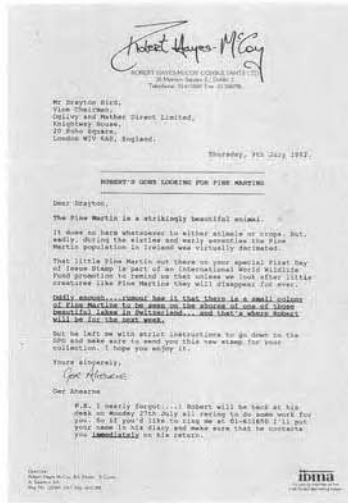 Robert Hayes-McCoy
ROBERT HAYES-McCOY CONSULTANTS LTD
Mr Drayton Bird,
Vice Chairman,
Ogilvy and Mather Direct Limited,
Knightway House,
20 Soho Square,
London W1V 6AD, England.
Thursday, 9th July 1992.
ROBERT'S GONE LOOKING FOR PINE MARTINS
Dear Drayton,
The Pine Martin is a strikingly beautiful animal.
It does no harm whatsoever to either animals or crops. But,
sadly, during the sixties and early seventies the Pine
Martin population in Ireland was virtually decimated.
That little Pine Martin out there on your special First Day
of Issue Stamp is part of an international World Wildlife
Fund promotion to remind us that unless we look after little
creatures like Pine Martins they will disappear for ever.
Oddly enough....rumour has it that there is a small colony
of Pine Martins to be seen on the shores of one of those
beautiful lakes in Switzerland... and that's where Robert
will be for the next week.
But he left me with strict instructions to go down to the
GPO and make sure to send you this new stamp for your
collection. I hope you enjoy it.
Yours sincerely,
Ger Ahearne
Ger Ahearne
P.S. I nearly forgot....! Robert will be back at his
desk on Monday 27th July all raring to do some work for
you. So if you'd like to ring me at I'll put
your name in his diary and make sure that he contacts
you immediately on his return.
ibma